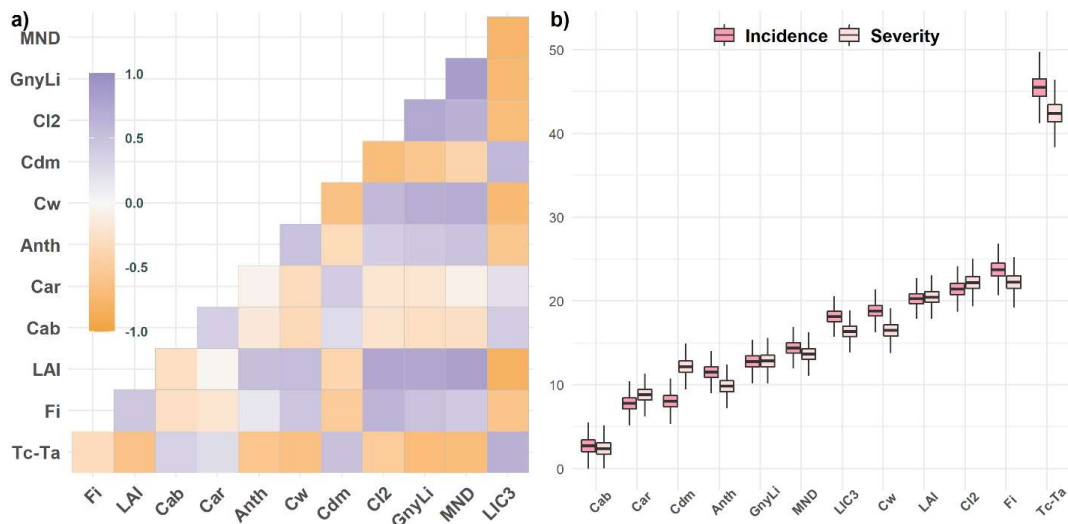 a)
MND
GnyLi
Cl2
Cdm
Cw
Anth
Car
Cab
LAI
Fi
Tc-Ta
1.0
0.5
0.0
-0.5
-1.0
Fi LAI Cab Car Anth Cw Cdm Cl2 GnyLi MND LIC3
b)
Incidence Severity
50
40
30
20
10
0
Cab Car Cdm Anth GnyLi MND LIC3 Cw LAI Cl2 Fi Tc-Ta